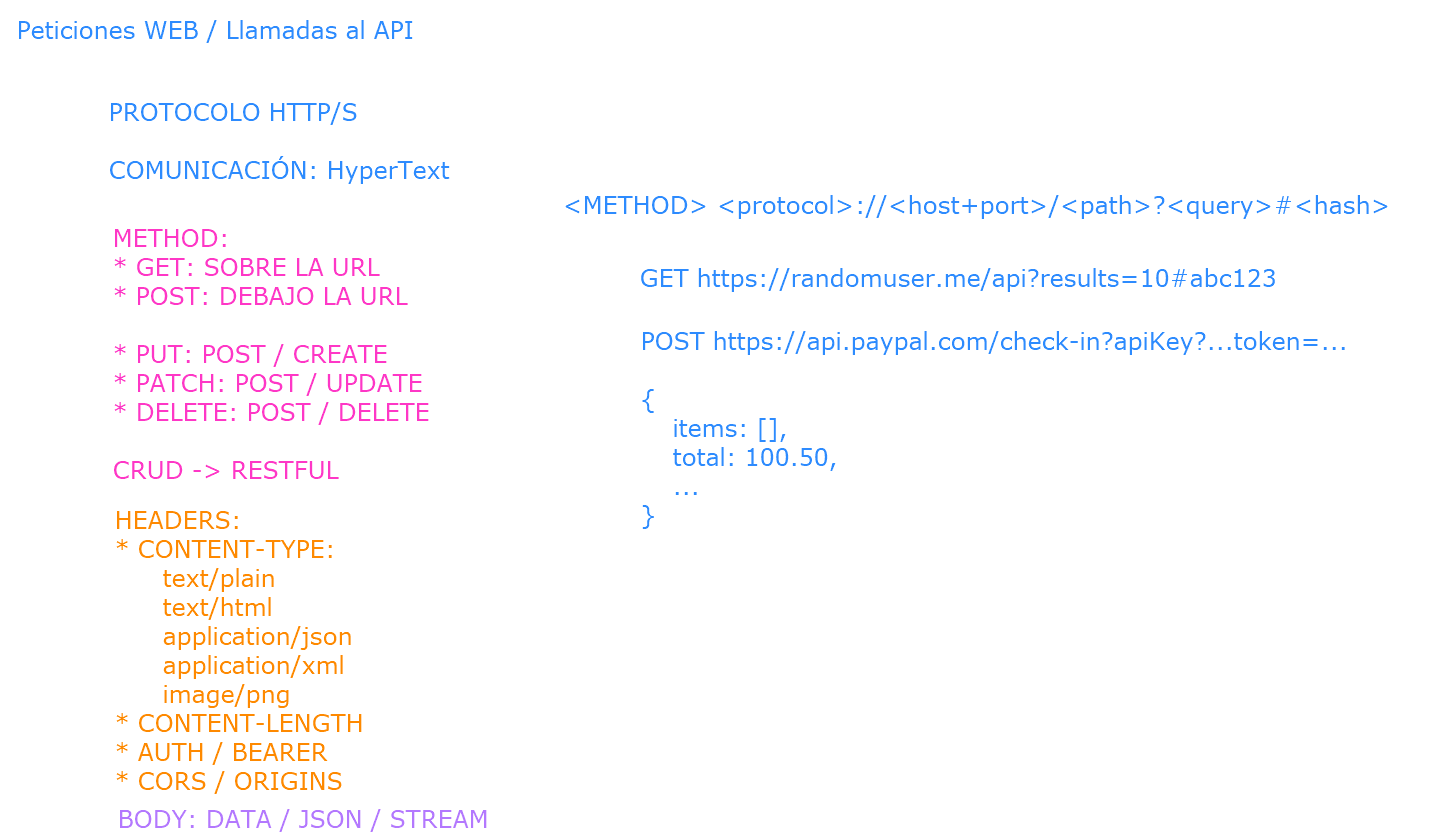 Peticiones WEB / Llamadas al API
PROTOCOLO HTTP/S
COMUNICACIÓN: HyperText
METHOD:
* GET: SOBRE LA URL
* POST: DEBAJO LA URL
* PUT: POST / CREATE
* PATCH: POST / UPDATE
* DELETE: POST / DELETE
CRUD -> RESTFUL
HEADERS:
* CONTENT-TYPE:
text/plain
text/html
application/json
application/xml
image/png
* CONTENT-LENGTH
* AUTH / BEARER
* CORS / ORIGINS
BODY: DATA / JSON / STREAM
<METHOD> <protocol>://<host+port>/<path>?<query>#<hash>
GET https://randomuser.me/api?results=10#abc123
POST https://api.paypal.com/check-in?apiKey?...token=...
{
items: [],
total: 100.50,
...
}